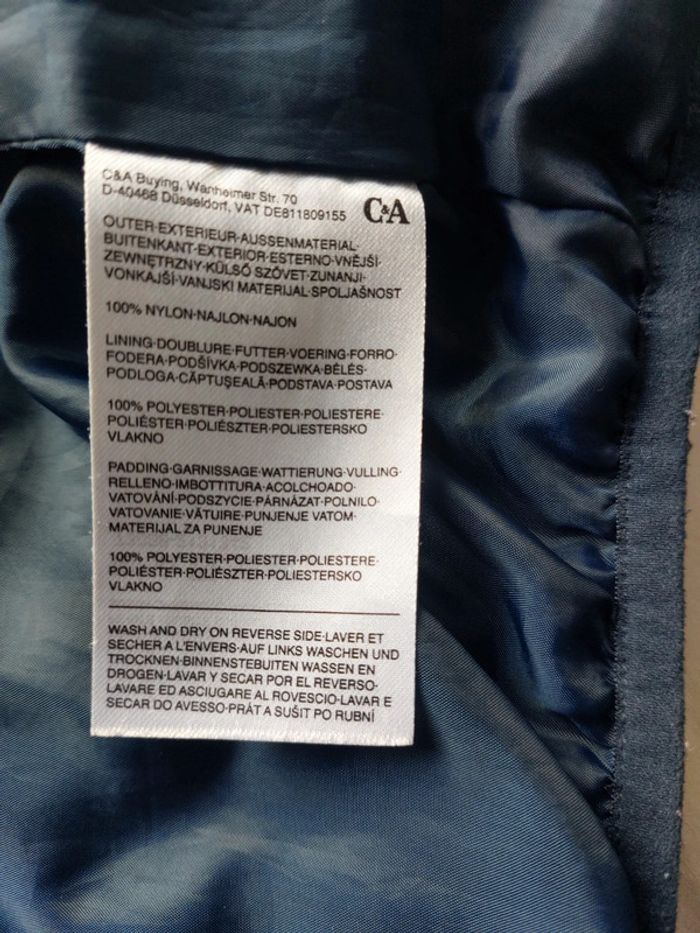 C&A Buying, Wanheimer Str. 70
D-40468 Düsseldorf, VAT DE811809155
C&A
OUTER·EXTERIEUR·AUSSENMATERIAL·
BUITENKANT·EXTERIOR·ESTERNO·VNĚJŠÍ·
ZEWNĘTRZNY·KÜLSŐ SZÖVET·ZUNANJI·
VONKAJŠÍ·VANJSKI MATERIJAL·SPOLJAŠNOST
100% NYLON·NAJLON·NAJON
LINING·DOUBLURE·FUTTER·VOERING·FORRO·
FODERA·PODŠÍVKA·PODSZEWKA·BÉLÉS·
PODLOGA·CĂPTUŞEALĂ·PODSTAVA·POSTAVA
100% POLYESTER·POLIESTER·POLIESTERE·
POLIÉSTER·POLIÉSZTER·POLIESTERSKO
VLAKNO
PADDING·GARNISSAGE·WATTIERUNG·VULLING·
RELLENO·IMBOTTITURA·ACOLCHOADO·
VATOVÁNÍ·PODSZYCIE·PÁRNÁZAT·POLNILO·
VATOVANIE·VĂTUIRE·PUNJENJE VATOM·
MATERIJAL ZA PUNENJE
100% POLYESTER·POLIESTER·POLIESTERE·
POLIÉSTER·POLIÉSZTER·POLIESTERSKO
VLAKNO
WASH AND DRY ON REVERSE SIDE·LAVER ET
SECHER A L'ENVERS·AUF LINKS WASCHEN UND
TROCKNEN·BINNENSTEBUITEN WASSEN EN
DROGEN·LAVAR Y SECAR POR EL REVERSO·
LAVARE ED ASCIUGARE AL ROVESCIO·LAVAR E
SECAR DO AVESSO·PRÁT A SUŠIT PO RUBNÍ